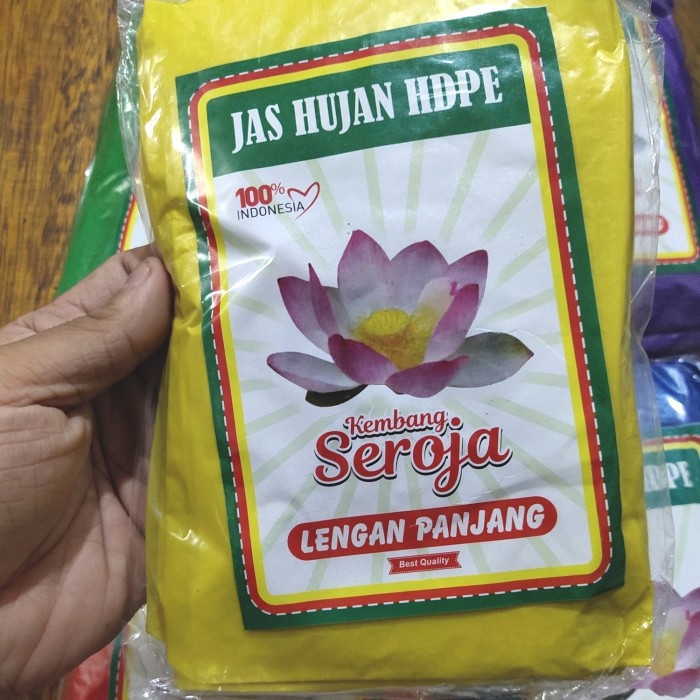 JAS HUJAN HDPE
100%
INDONESIA
Kembang
Seroja
LENGAN PANJANG
Best Quality